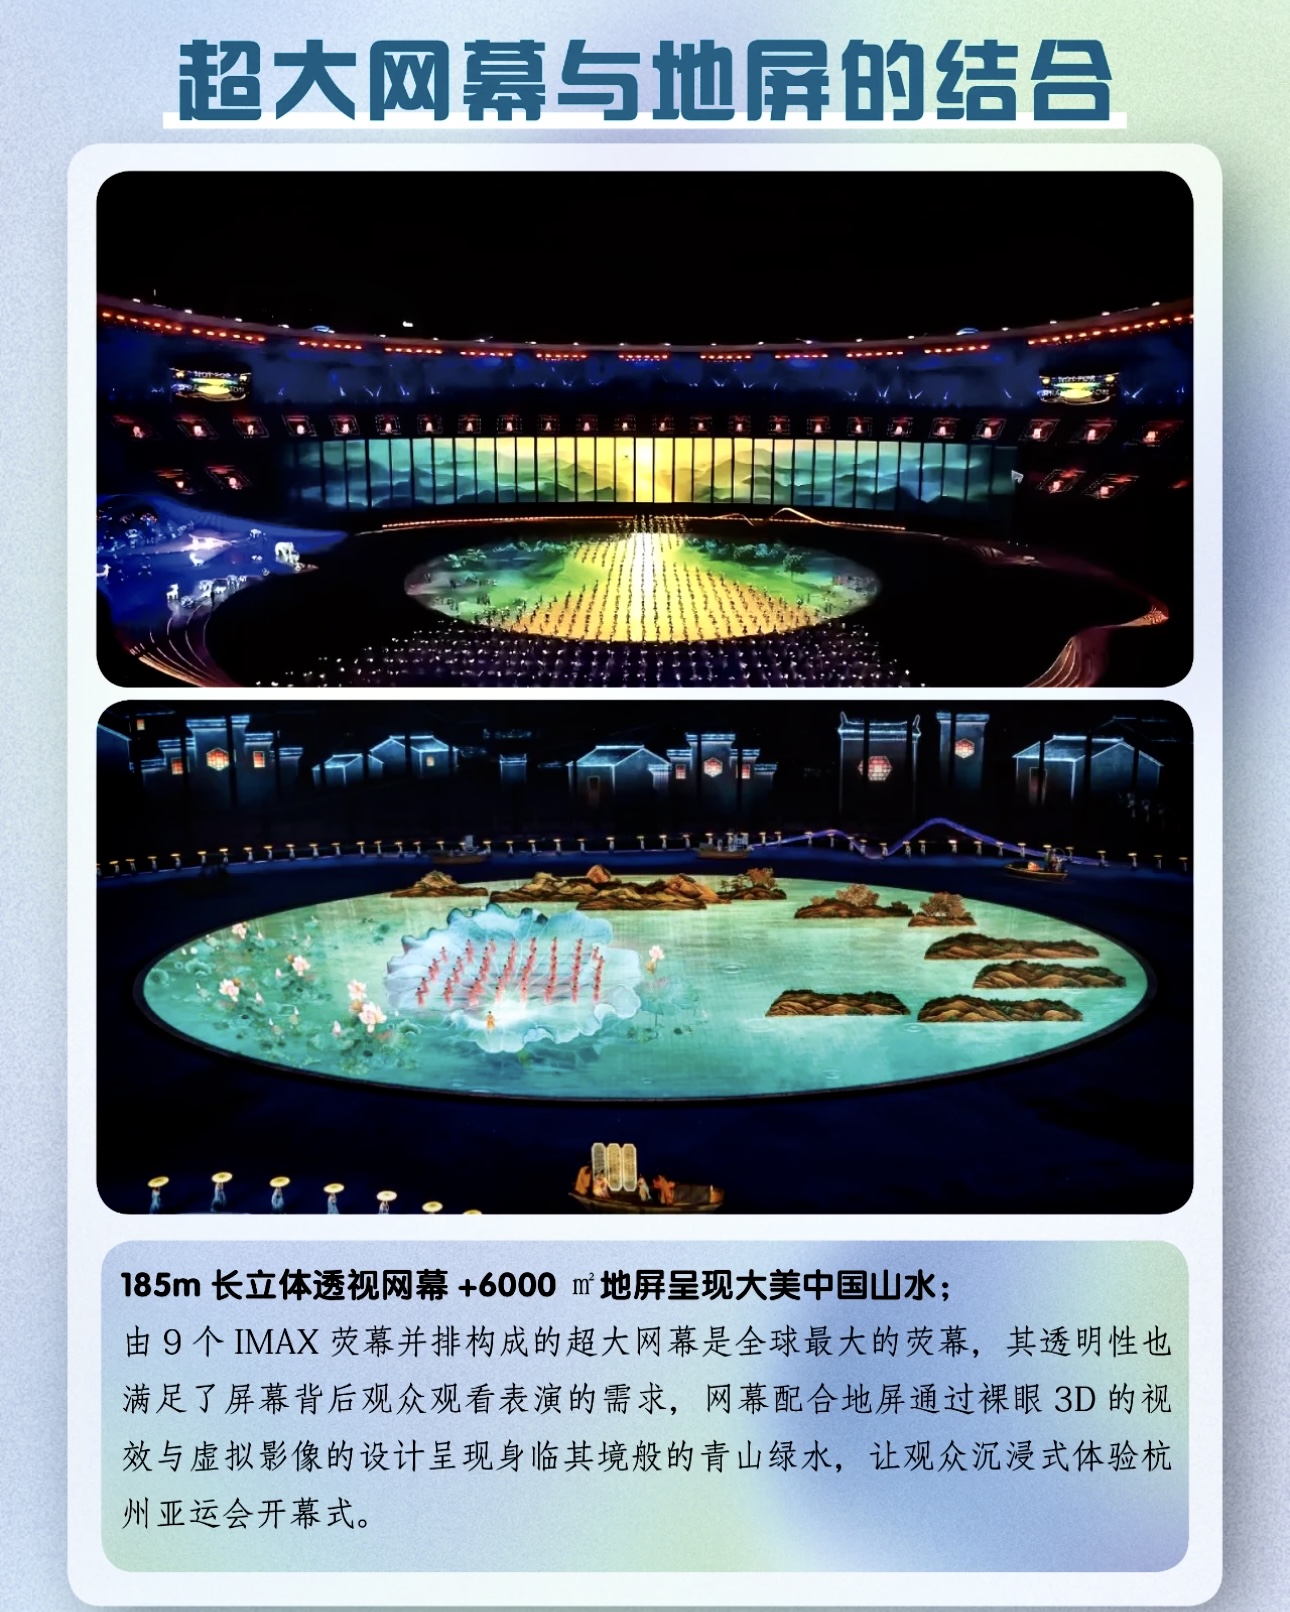 超大网幕与地屏的结合
185m 长立体透视网幕 +6000 ㎡地屏呈现大美中国山水；
由 9 个 IMAX 荧幕并排构成的超大网幕是全球最大的荧幕，其透明性也
满足了屏幕背后观众观看表演的需求，网幕配合地屏通过裸眼 3D 的视
效与虚拟影像的设计呈现身临其境般的青山绿水，让观众沉浸式体验杭
州亚运会开幕式。